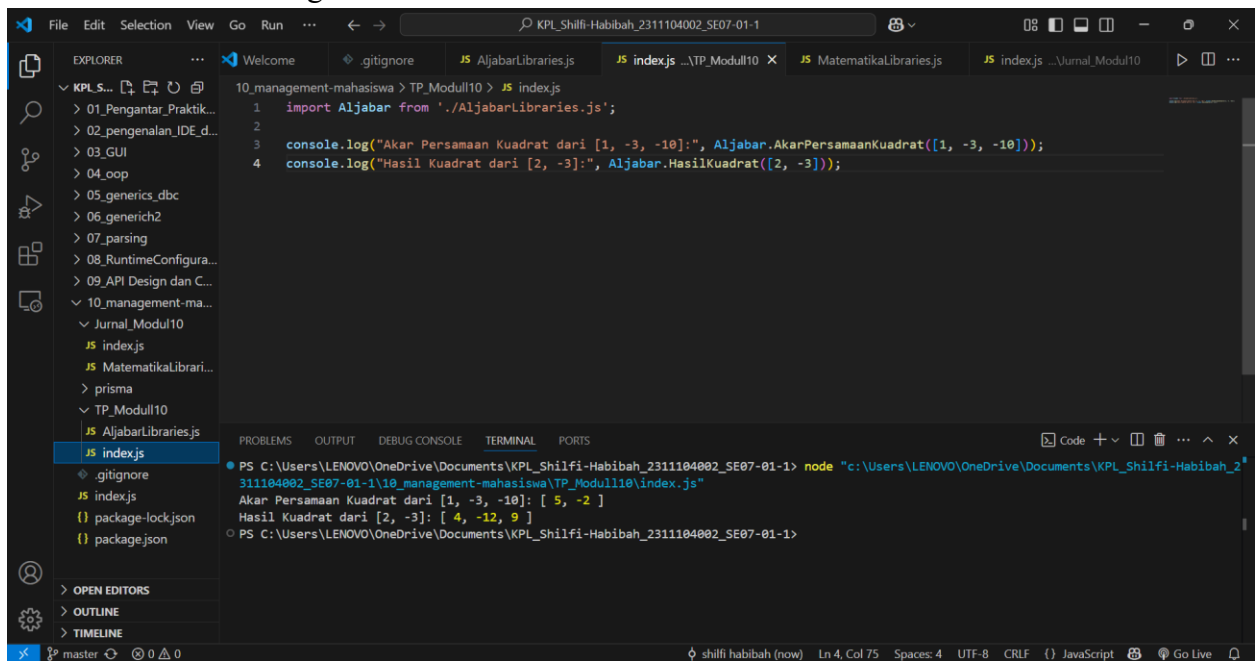 File Edit Selection View Go Run ... KPL_Shilfi-Habibah_2311104002_SE07-01-1
EXPLORER ...
Welcome .gitignore JS AljabarLibraries.js JS index.js ...\TP_Modull10 JS MatematikaLibraries.js JS index.js ...\Jurnal_Modul10
10_management-mahasiswa > TP_Modull10 > JS index.js
KPL_S...
> 01_Pengantar_Praktik...
> 02_pengenalan_IDE_d...
> 03_GUI
> 04_oop
> 05_generics_dbc
> 06_generich2
> 07_parsing
> 08_RuntimeConfigura...
> 09_API Design dan C...
10_management-ma...
Jurnal_Modul10
JS index.js
JS MatematikaLibrari...
> prisma
TP_Modull10
JS AljabarLibraries.js
JS index.js
.gitignore
JS index.js
{} package-lock.json
{} package.json
> OPEN EDITORS
> OUTLINE
> TIMELINE
1 import Aljabar from './AljabarLibraries.js';
2
3 console.log("Akar Persamaan Kuadrat dari [1, -3, -10]:", Aljabar.AkarPersamaanKuadrat([1, -3, -10]));
4 console.log("Hasil Kuadrat dari [2, -3]:", Aljabar.HasilKuadrat([2, -3]));
PROBLEMS OUTPUT DEBUG CONSOLE TERMINAL PORTS Code
PS C:\Users\LENOVO\OneDrive\Documents\KPL_Shilfi-Habibah_2311104002_SE07-01-1> node "c:\Users\LENOVO\OneDrive\Documents\KPL_Shilfi-Habibah_2
311104002_SE07-01-1\10_management-mahasiswa\TP_Modull10\index.js"
Akar Persamaan Kuadrat dari [1, -3, -10]: [ 5, -2 ]
Hasil Kuadrat dari [2, -3]: [ 4, -12, 9 ]
PS C:\Users\LENOVO\OneDrive\Documents\KPL_Shilfi-Habibah_2311104002_SE07-01-1>
master 0 0 shilfi habibah (now) Ln 4, Col 75 Spaces: 4 UTF-8 CRLF {} JavaScript Go Live